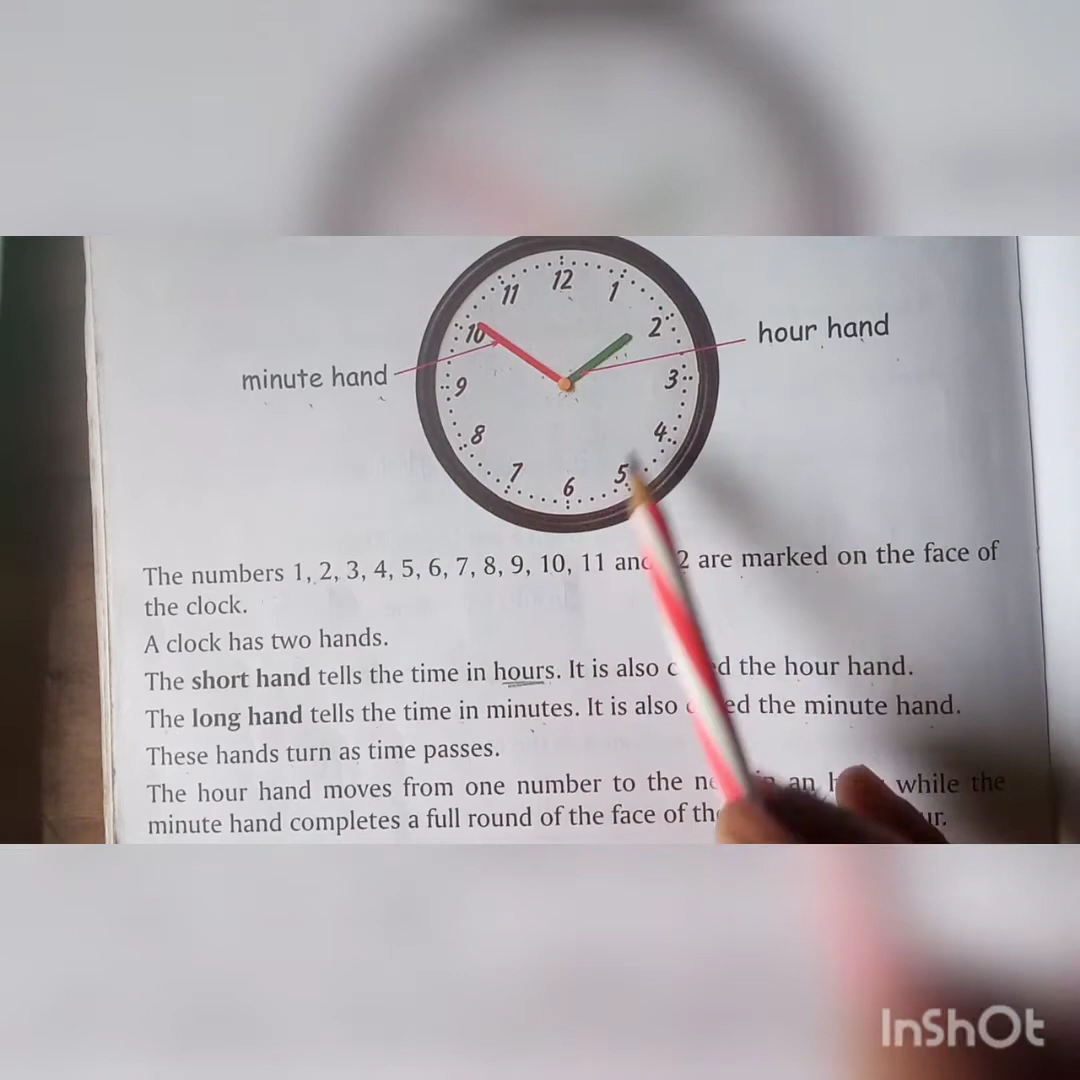 12
11
1
10
2
9
3
8
4
7
5
6
minute hand
hour hand
The numbers 1, 2, 3, 4, 5, 6, 7, 8, 9, 10, 11 and 2 are marked on the face of
the clock.
A clock has two hands.
The short hand tells the time in hours. It is also the hour hand.
The long hand tells the time in minutes. It is also the minute hand.
These hands turn as time passes.
The hour hand moves from one number to the in an while the
minute hand completes a full round of the face of
InShOt